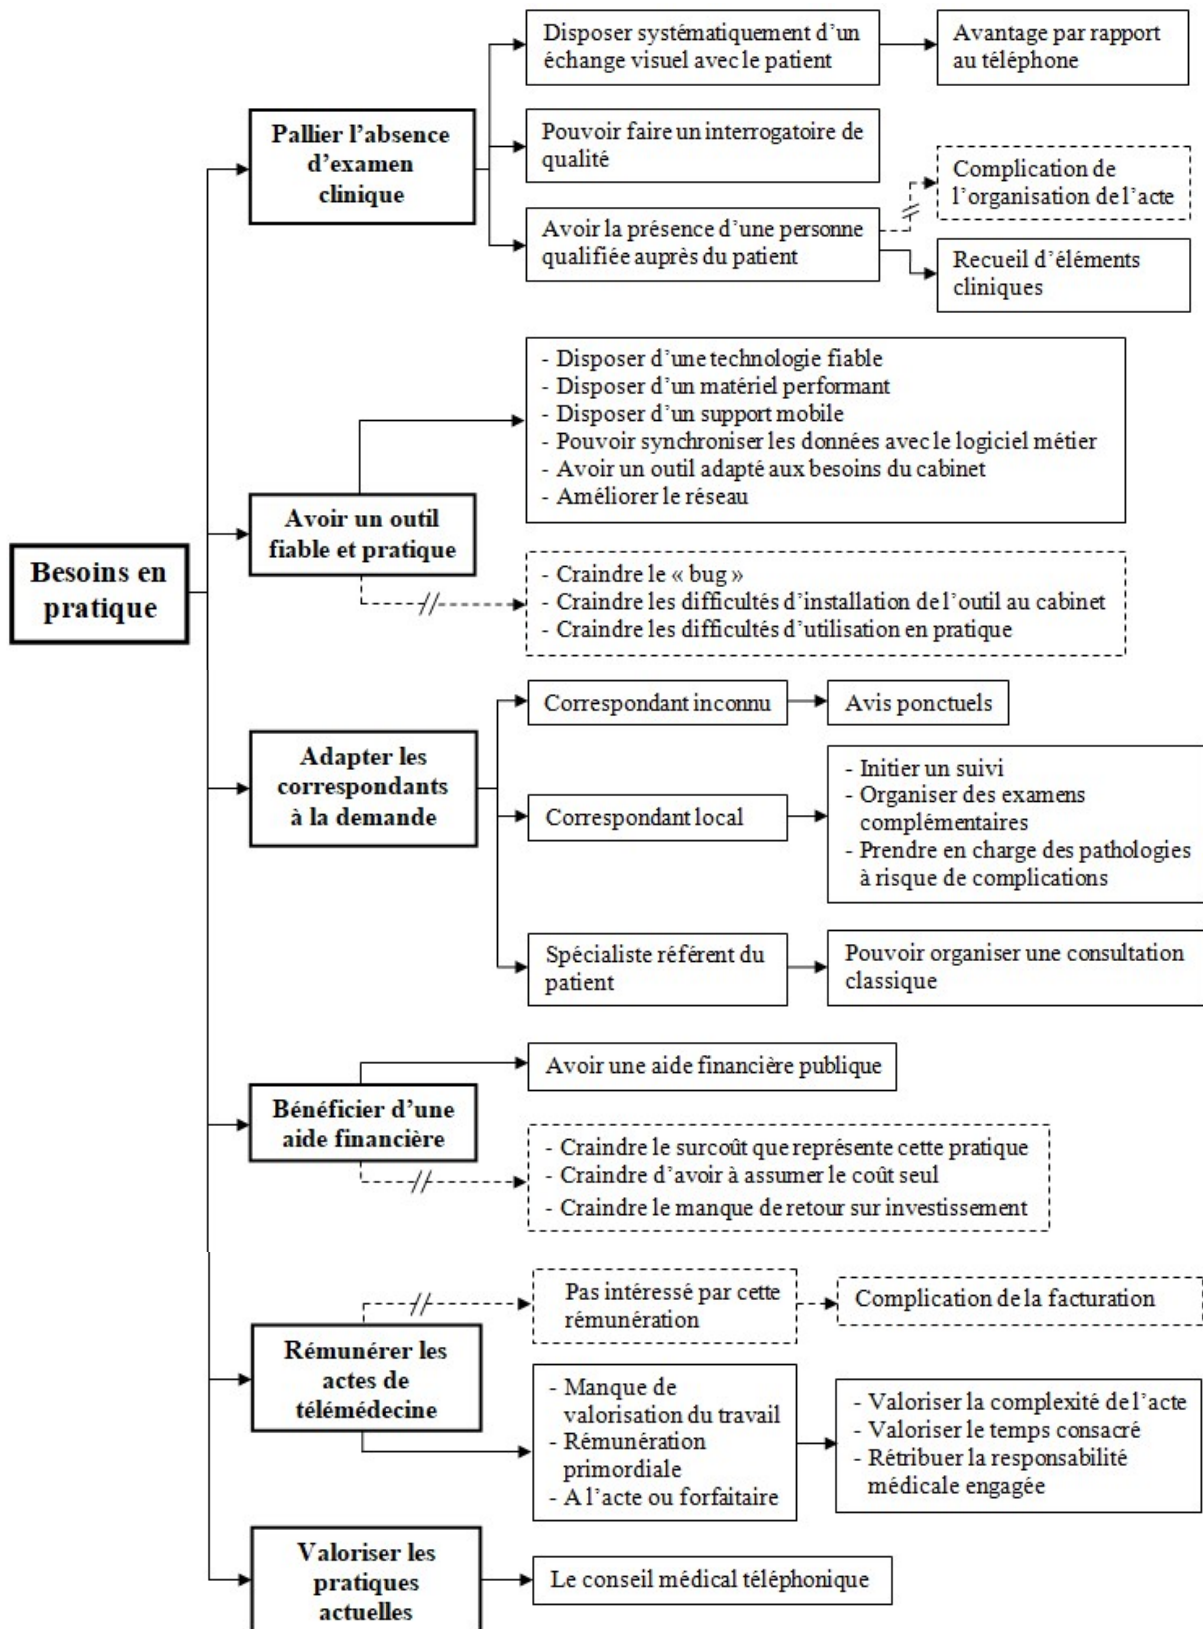 Besoins en
pratique
Pallier l'absence
d'examen
clinique
Disposer systématiquement d'un
échange visuel avec le patient
Avantage par rapport
au téléphone
Pouvoir faire un interrogatoire de
qualité
Avoir la présence d'une personne
qualifiée auprès du patient
Complication de
l'organisation de l'acte
Recueil d'éléments
cliniques
Avoir un outil
fiable et pratique
- Disposer d'une technologie fiable
- Disposer d'un matériel performant
- Disposer d'un support mobile
- Pouvoir synchroniser les données avec le logiciel métier
- Avoir un outil adapté aux besoins du cabinet
- Améliorer le réseau
- Craindre le « bug »
- Craindre les difficultés d'installation de l'outil au cabinet
- Craindre les difficultés d'utilisation en pratique
Adapter les
correspondants
à la demande
Correspondant inconnu
Avis ponctuels
Correspondant local
- Initier un suivi
- Organiser des examens
complémentaires
- Prendre en charge des pathologies
à risque de complications
Spécialiste référent du
patient
Pouvoir organiser une consultation
classique
Bénéficier d'une
aide financière
Avoir une aide financière publique
- Craindre le surcoût que représente cette pratique
- Craindre d'avoir à assumer le coût seul
- Craindre le manque de retour sur investissement
Rémunérer les
actes de
télémédecine
Pas intéressé par cette
rémunération
Complication de la facturation
- Manque de
valorisation du travail
- Rémunération
primordiale
- A l'acte ou forfaitaire
- Valoriser la complexité de l'acte
- Valoriser le temps consacré
- Rétribuer la responsabilité
médicale engagée
Valoriser les
pratiques
actuelles
Le conseil médical téléphonique